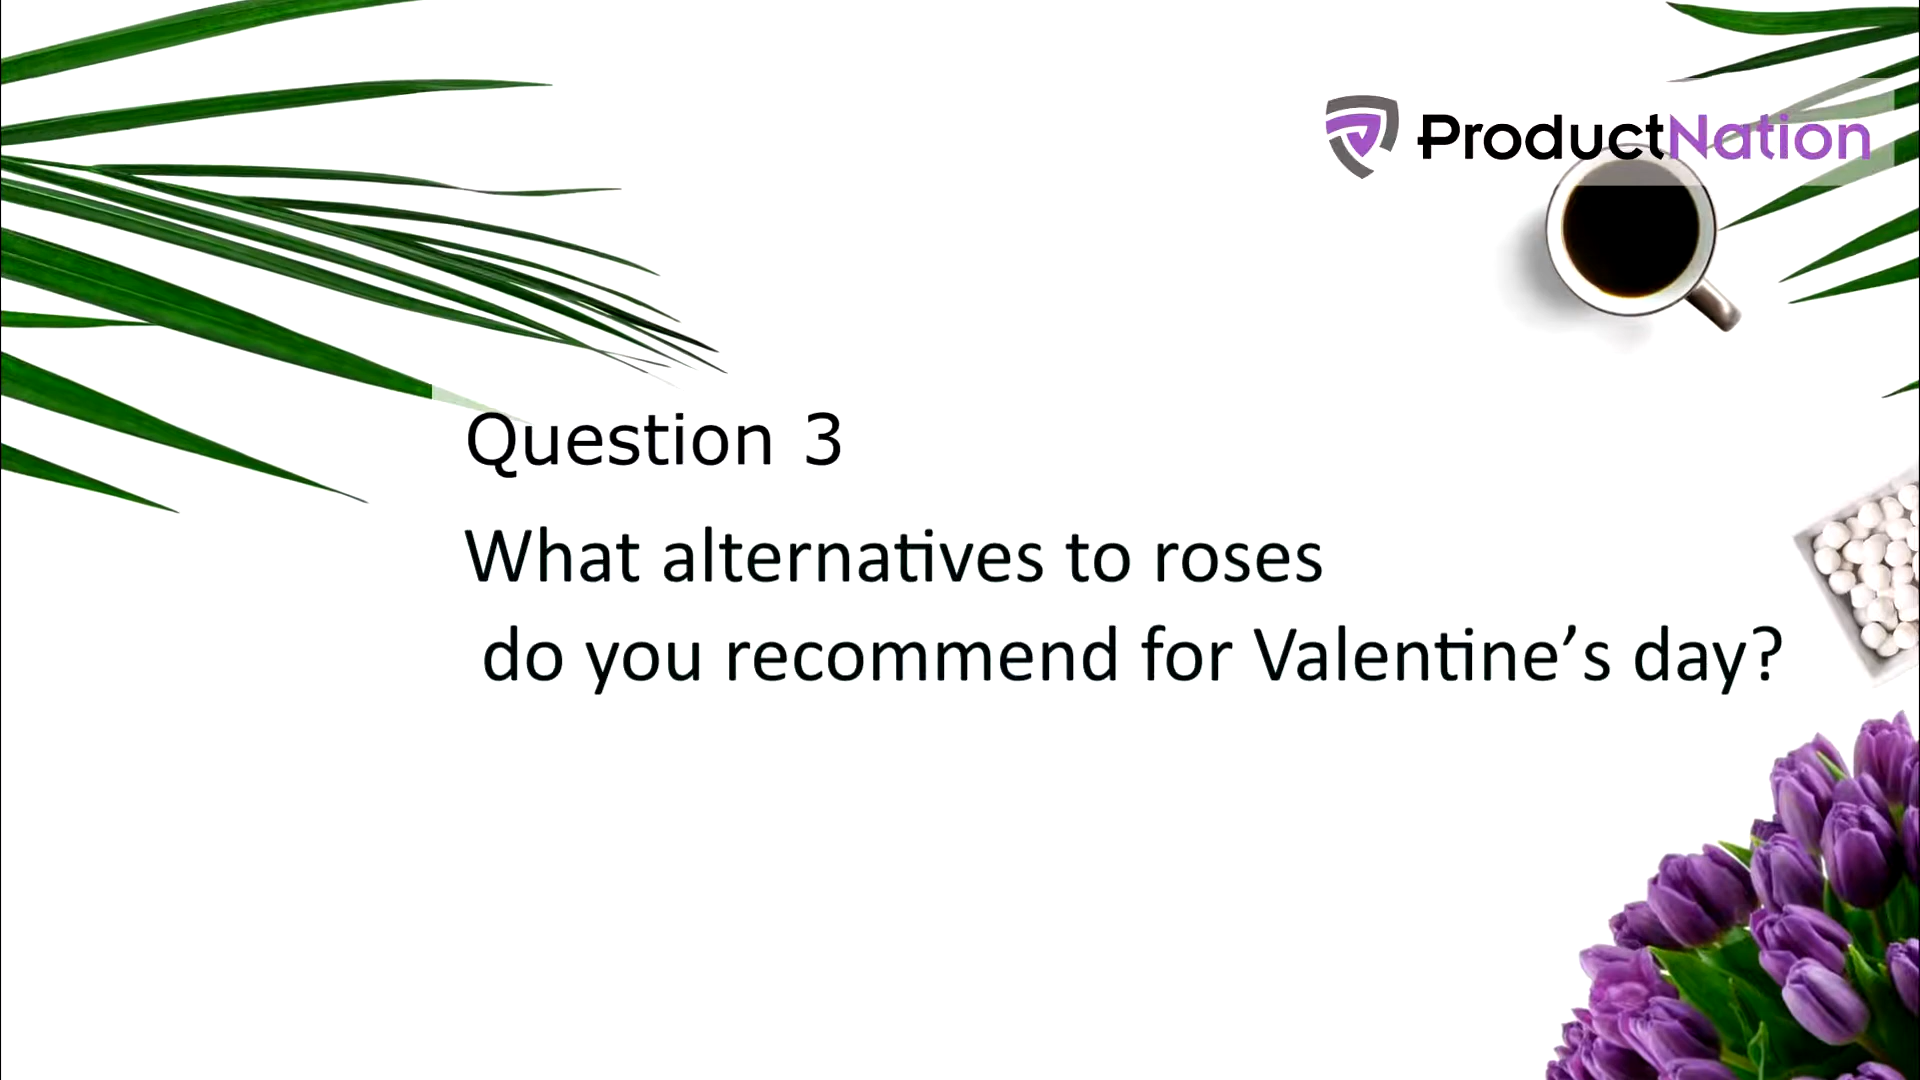 ProductNation
Question 3
What alternatives to roses
do you recommend for Valentine’s day?